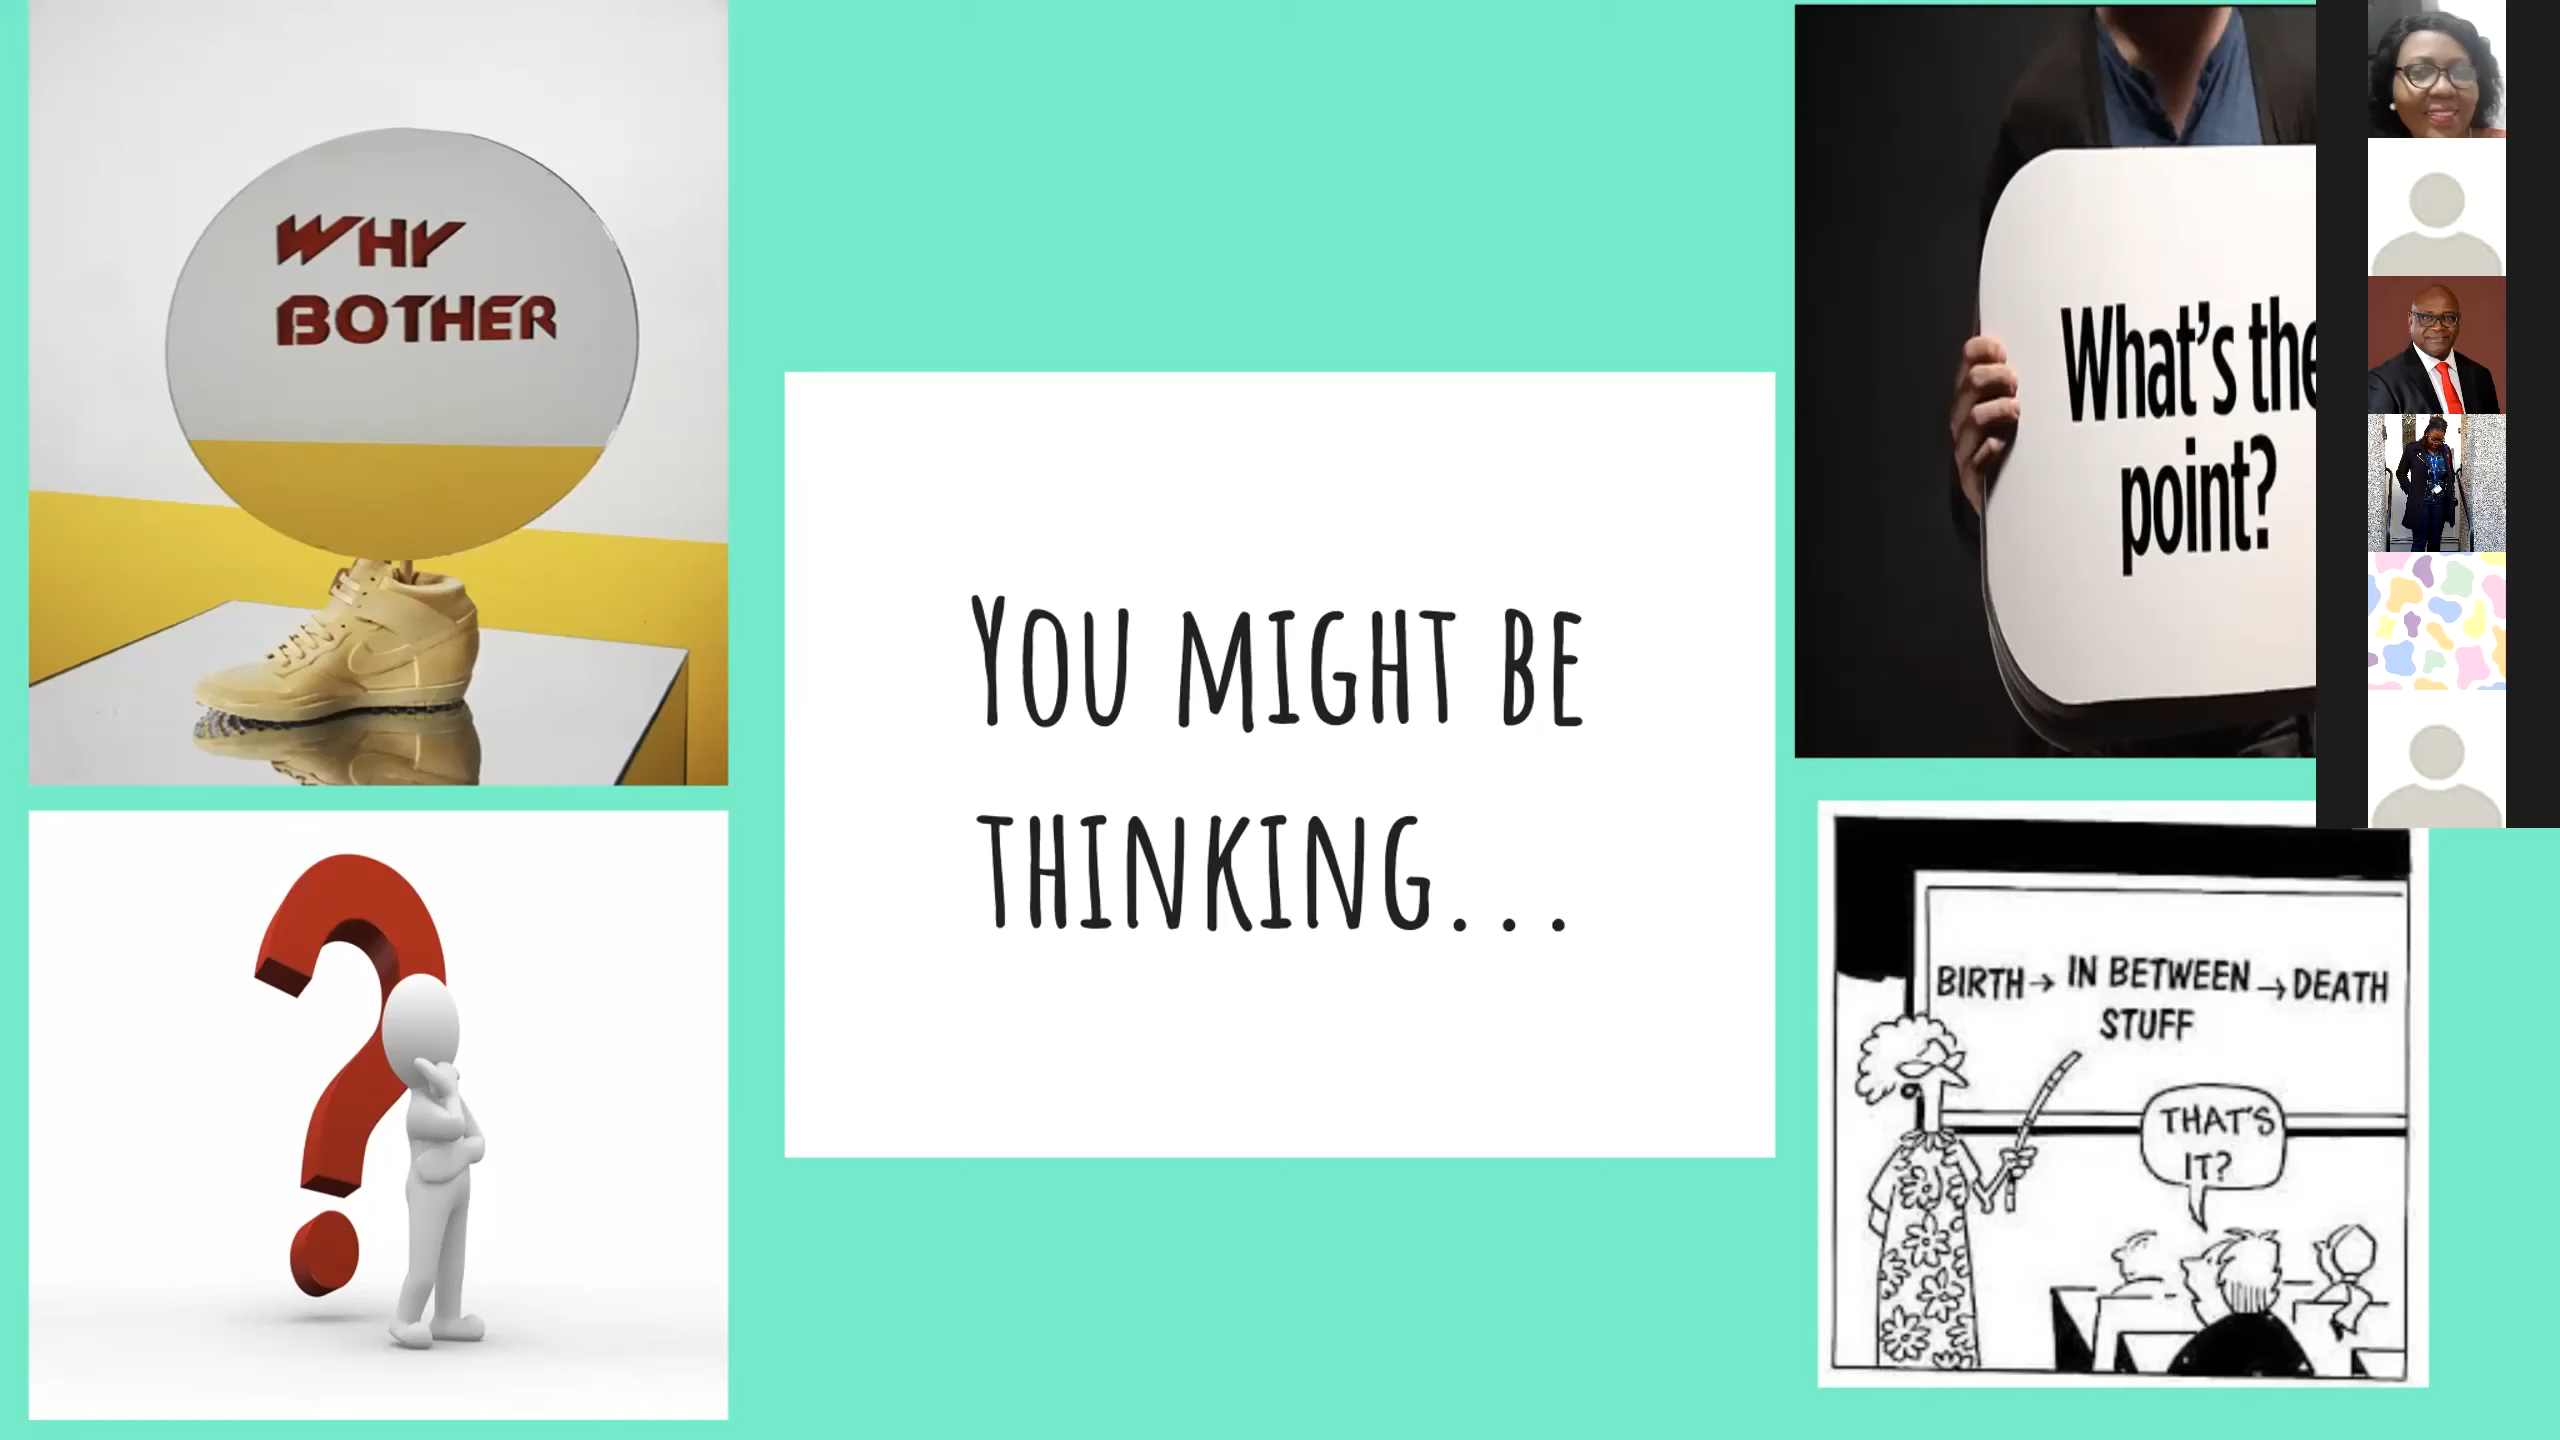 WHY
BOTHER
YOU MIGHT BE
THINKING...
What's the
point?
BIRTH→ IN BETWEEN →DEATH
STUFF
THAT'S
IT?